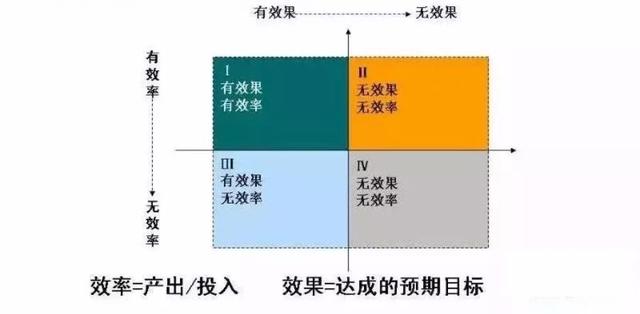 有效果 无效果
有效率
无效率
I
有效果
有效率
II
无效果
无效率
III
有效果
无效率
IV
无效果
无效率
效率=产出/投入 效果=达成的预期目标